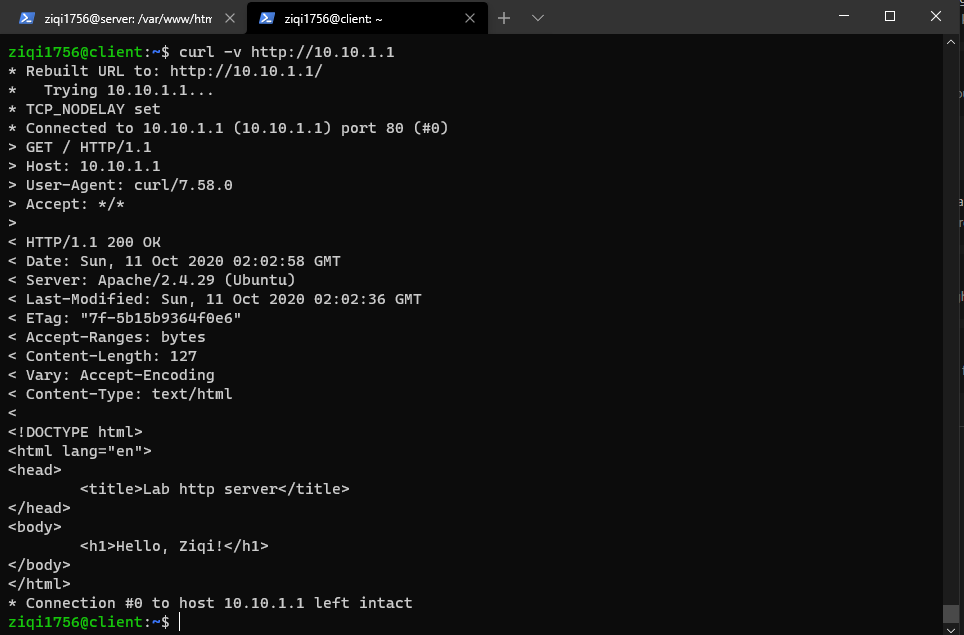 ziqi1756@server: /var/www/htm
ziqi1756@client: ~
ziqi1756@client:~$ curl -v http://10.10.1.1
* Rebuilt URL to: http://10.10.1.1/
*   Trying 10.10.1.1...
* TCP_NODELAY set
* Connected to 10.10.1.1 (10.10.1.1) port 80 (#0)
> GET / HTTP/1.1
> Host: 10.10.1.1
> User-Agent: curl/7.58.0
> Accept: */*
>
< HTTP/1.1 200 OK
< Date: Sun, 11 Oct 2020 02:02:58 GMT
< Server: Apache/2.4.29 (Ubuntu)
< Last-Modified: Sun, 11 Oct 2020 02:02:36 GMT
< ETag: "7f-5b15b9364f0e6"
< Accept-Ranges: bytes
< Content-Length: 127
< Vary: Accept-Encoding
< Content-Type: text/html
<
<!DOCTYPE html>
<html lang="en">
<head>
        <title>Lab http server</title>
</head>
<body>
        <h1>Hello, Ziqi!</h1>
</body>
</html>
* Connection #0 to host 10.10.1.1 left intact
ziqi1756@client:~$